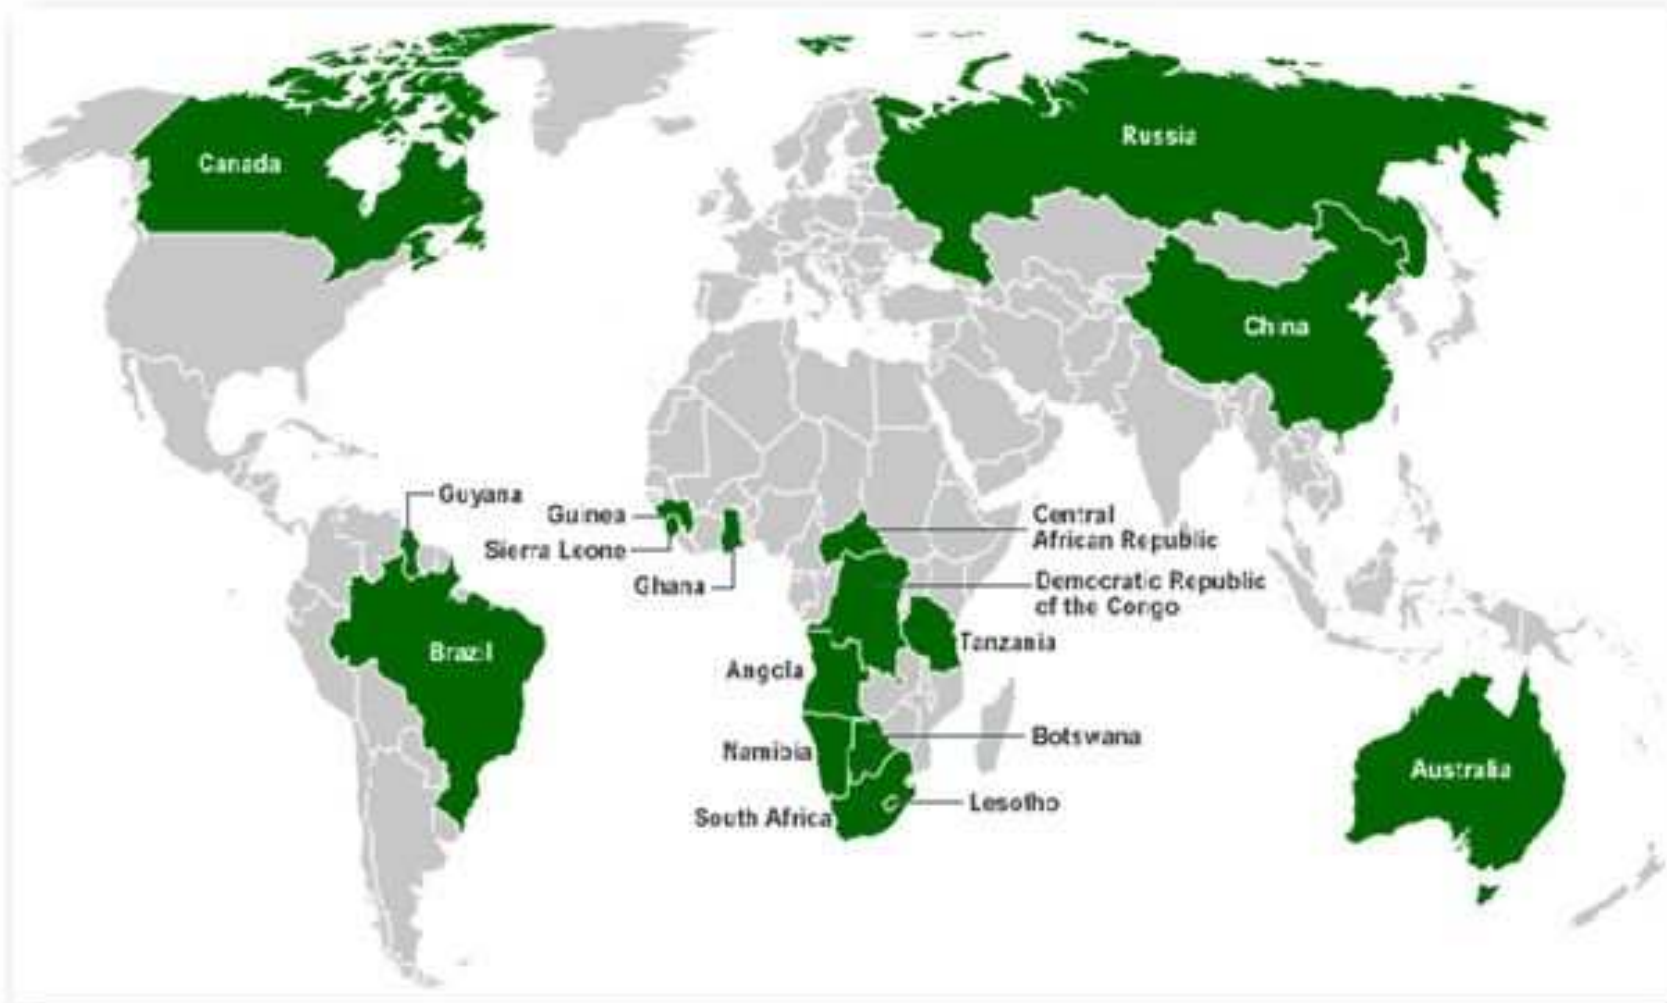 Canada
Russia
China
Guyana
Guinea
Sierra Leone
Ghana
Central
African Republic
Democratic Republic
of the Congo
Tanzania
Brazil
Angola
Namibia
Botswana
South Africa
Lesotho
Australia